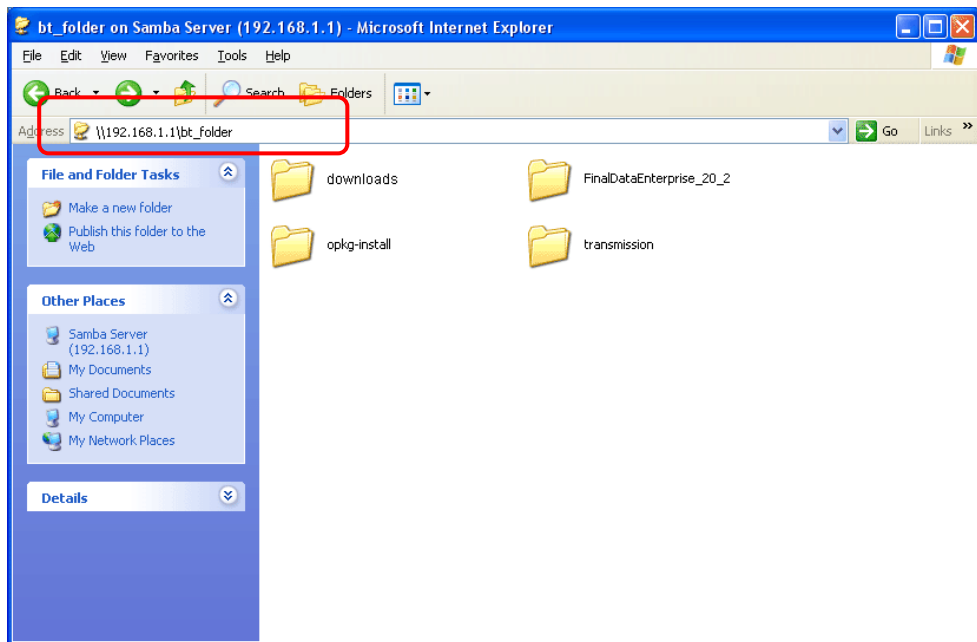 bt_folder on Samba Server (192.168.1.1) - Microsoft Internet Explorer
File Edit View Favorites Tools Help
Back Search Folders
Address \\192.168.1.1\bt_folder Go Links »
File and Folder Tasks
Make a new folder
Publish this folder to the
Web
Other Places
Samba Server
(192.168.1.1)
My Documents
Shared Documents
My Computer
My Network Places
Details
downloads FinalDataEnterprise_20_2
opkg-install transmission